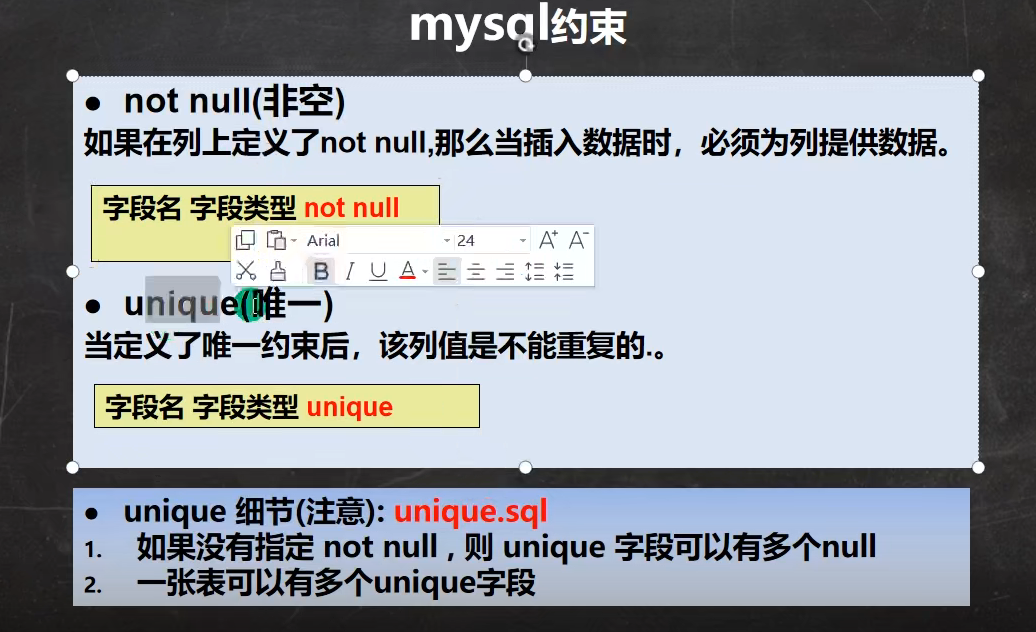 mysql约束
● not null(非空)
如果在列上定义了not null,那么当插入数据时，必须为列提供数据。
字段名 字段类型 not null
Arial 24 A+ A-
B I U A
● unique(唯一)
当定义了唯一约束后，该列值是不能重复的.。
字段名 字段类型 unique
● unique 细节(注意): unique.sql
1. 如果没有指定 not null , 则 unique 字段可以有多个null
2. 一张表可以有多个unique字段